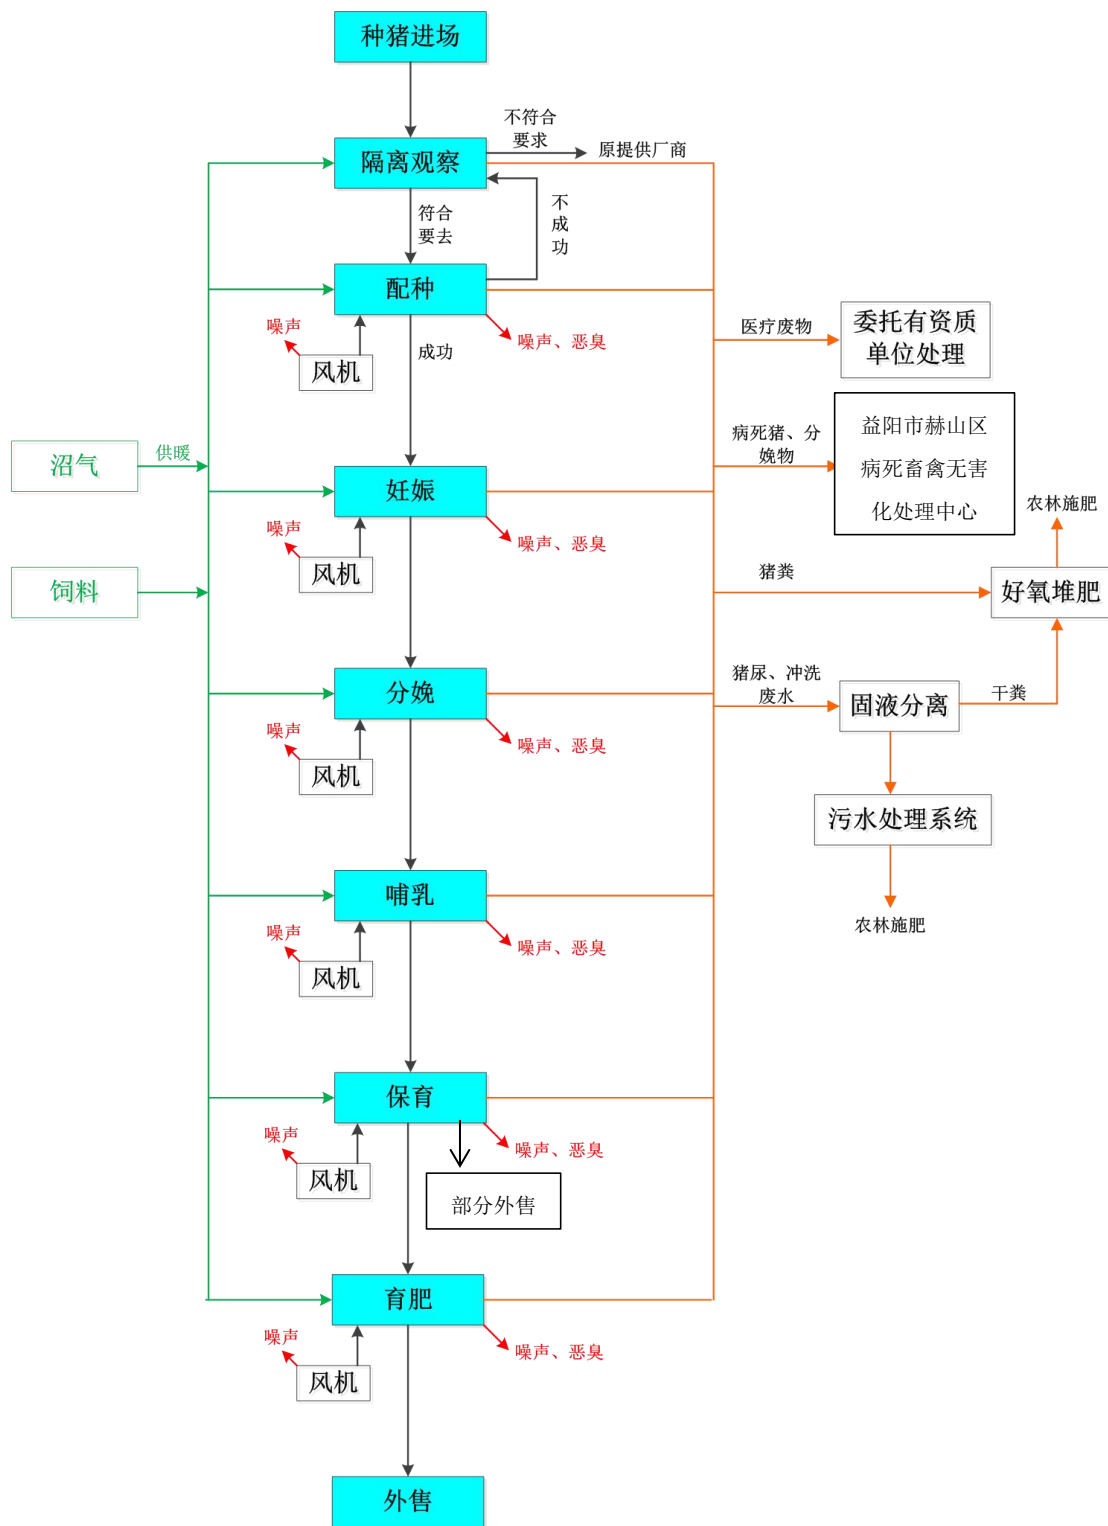 种猪进场
不符合
要求
原提供厂商
隔离观察
符合
要去
不
成
功
配种
噪声
风机
噪声、恶臭
成功
医疗废物
委托有资质
单位处理
病死猪、分
娩物
益阳市赫山区
病死畜禽无害
化处理中心
沼气
供暖
妊娠
噪声
风机
噪声、恶臭
农林施肥
饲料
猪粪
好氧堆肥
分娩
噪声
风机
噪声、恶臭
猪尿、冲洗
废水
固液分离
干粪
污水处理系统
农林施肥
哺乳
噪声
风机
噪声、恶臭
保育
噪声
风机
噪声、恶臭
部分外售
育肥
噪声
风机
噪声、恶臭
外售